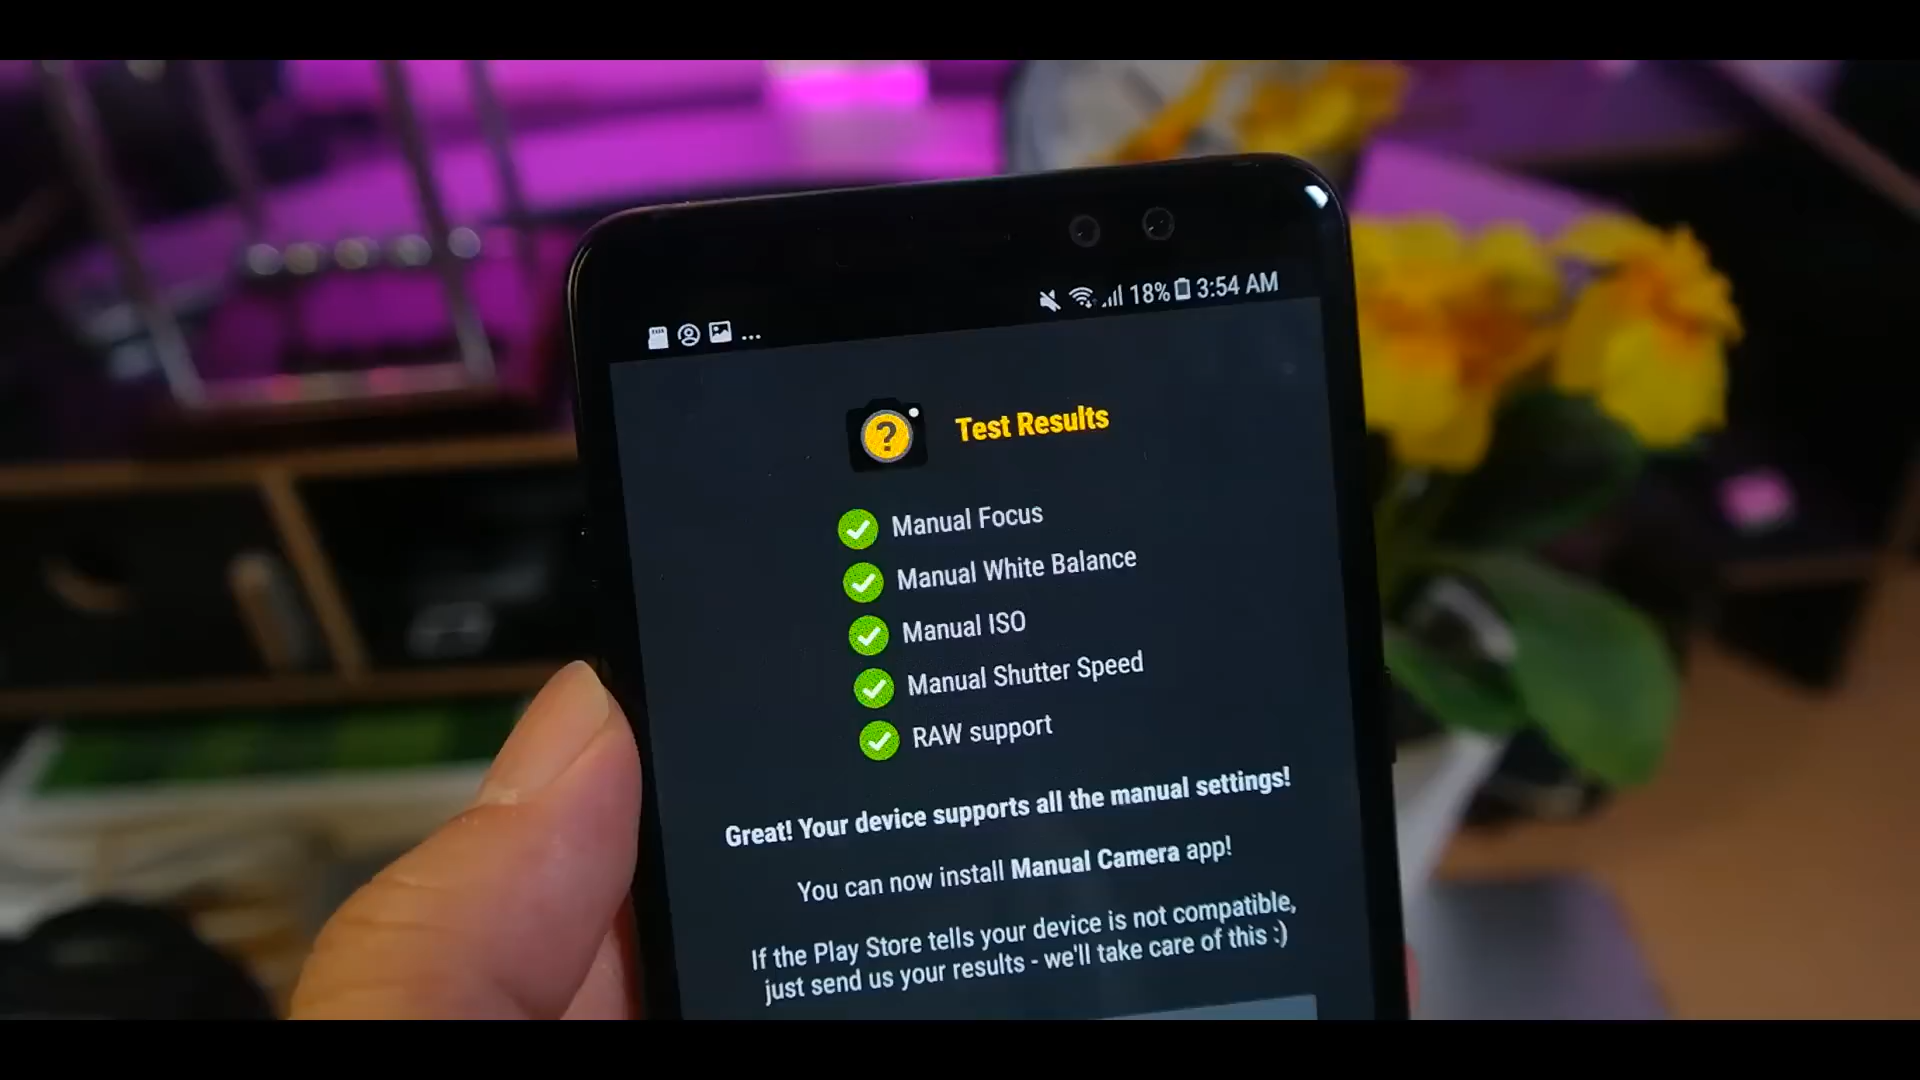 18% 3:54 AM
...
? Test Results
Manual Focus
Manual White Balance
Manual ISO
Manual Shutter Speed
RAW support
Great! Your device supports all the manual settings!
You can now install Manual Camera app!
If the Play Store tells your device is not compatible,
just send us your results - we'll take care of this :)